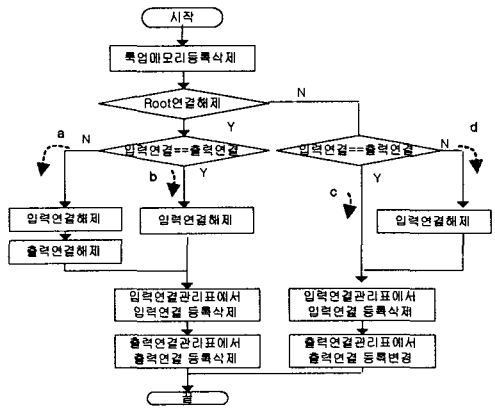 시작
룩업메모리등록삭제
Root연결해제
N
Y
a
N
입력연결==출력연결
b
Y
입력연결==출력연결
N
d
c
Y
입력연결해제
출력연결해제
입력연결해제
입력연결해제
입력연결관리표에서
입력연결 등록삭제
출력연결관리표에서
출력연결 등록삭제
입력연결관리표에서
입력연결 등록삭제
출력연결관리표에서
출력연결 등록변경
끝